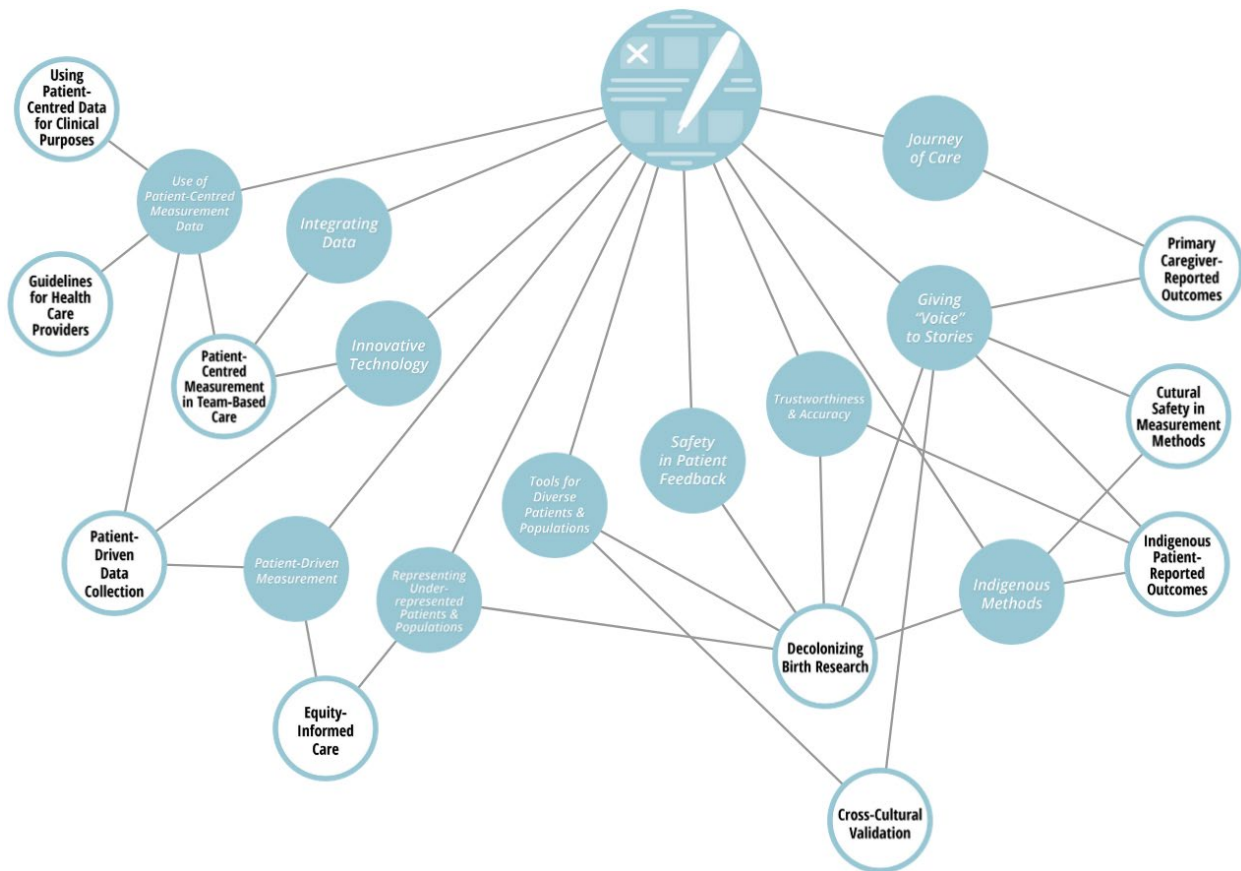 Using
Patient-
Centred Data
for Clinical
Purposes
Use of
Patient-Centred
Measurement
Data
Guidelines
for Health
Care
Providers
Integrating
Data
Patient-
Centred
Measurement
in Team-Based
Care
Innovative
Technology
Journey
of Care
Primary
Caregiver-
Reported
Outcomes
Giving
“Voice”
to Stories
Cutural
Safety in
Measurement
Methods
Trustworthiness
& Accuracy
Safety
in Patient
Feedback
Tools for
Diverse
Patients &
Populations
Patient-
Driven
Data
Collection
Patient-Driven
Measurement
Representing
Under-
represented
Patients &
Populations
Indigenous
Methods
Indigenous
Patient-
Reported
Outcomes
Decolonizing
Birth Research
Equity-
Informed
Care
Cross-Cultural
Validation